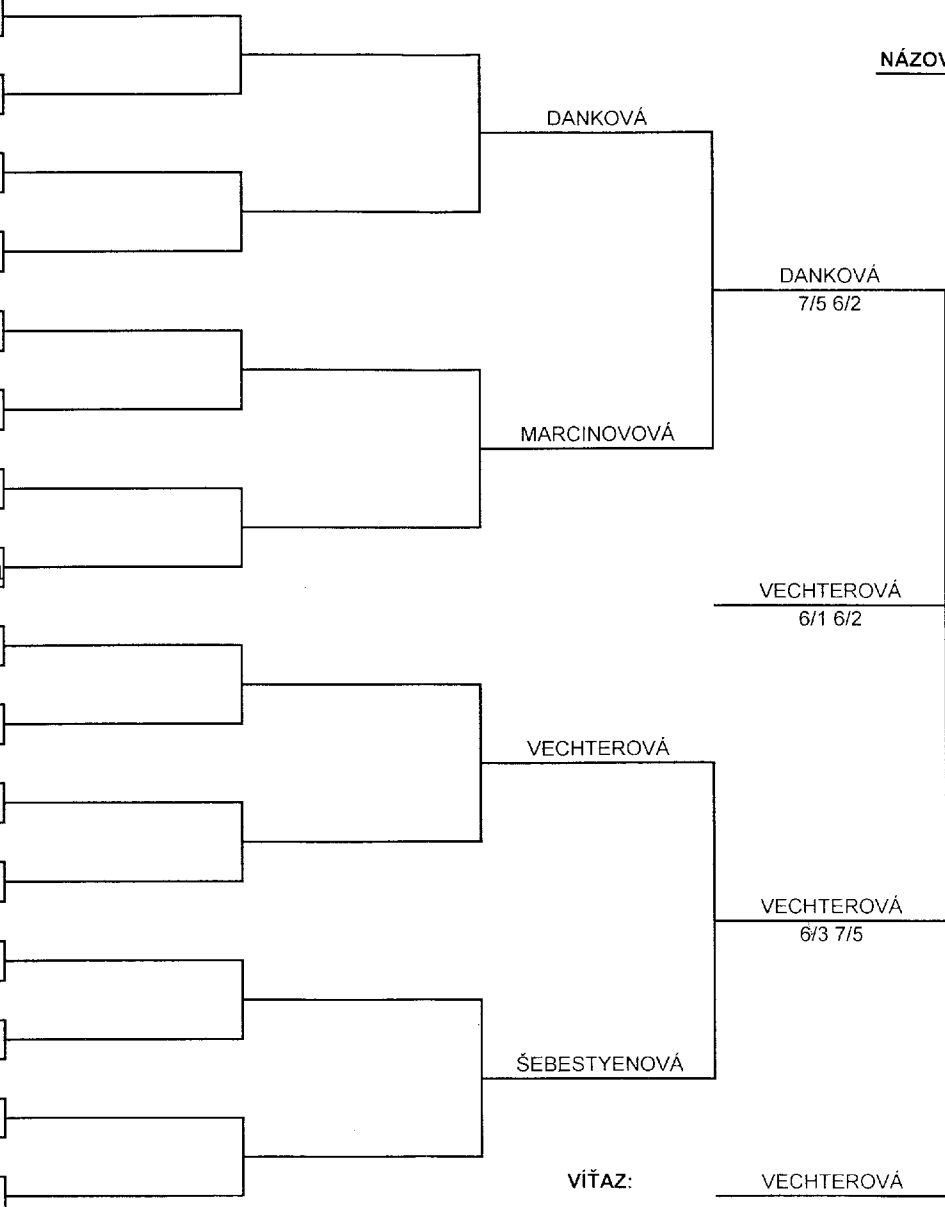 NÁZOV
DANKOVÁ
DANKOVÁ
7/5 6/2
MARCINOVOVÁ
VECHTEROVÁ
6/1 6/2
VECHTEROVÁ
VECHTEROVÁ
6/3 7/5
ŠEBESTYENOVÁ
VÍŤAZ: VECHTEROVÁ